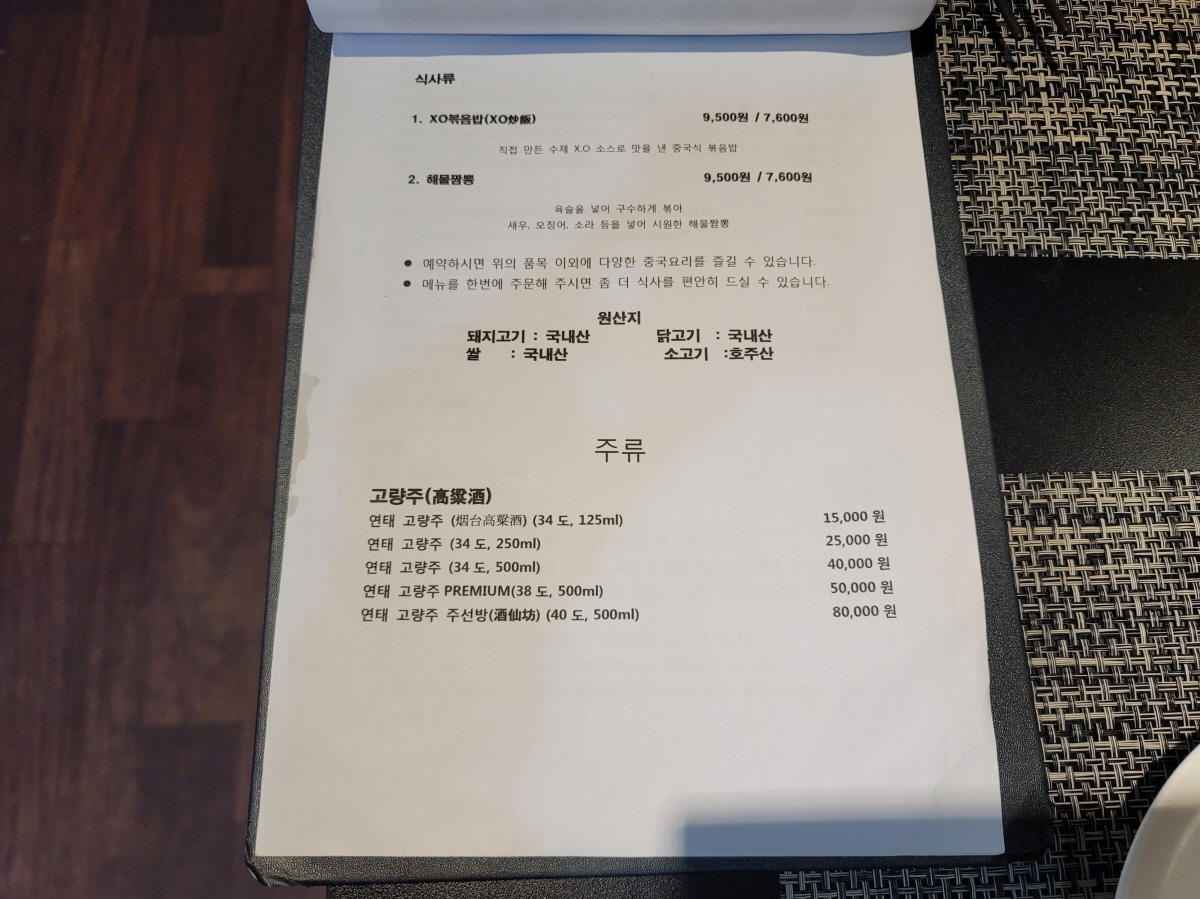 식사류
1. XO볶음밥(XO炒飯) 9,500원 / 7,600원
직접 만든 수제 X.O 소스로 맛을 낸 중국식 볶음밥
2. 해물짬뽕 9,500원 / 7,600원
육슬을 넣어 구수하게 볶아
새우, 오징어, 소라 등을 넣어 시원한 해물짬뽕
● 예약하시면 위의 품목 이외에 다양한 중국요리를 즐길 수 있습니다.
● 메뉴를 한번에 주문해 주시면 좀 더 식사를 편안히 드실 수 있습니다.
원산지
돼지고기 : 국내산 닭고기 : 국내산
쌀 : 국내산 소고기 :호주산
주류
고량주(高粱酒)
연태 고량주 (烟台高粱酒) (34 도, 125ml) 15,000 원
연태 고량주 (34 도, 250ml) 25,000 원
연태 고량주 (34 도, 500ml) 40,000 원
연태 고량주 PREMIUM(38 도, 500ml) 50,000 원
연태 고량주 주선방(酒仙坊) (40 도, 500ml) 80,000 원